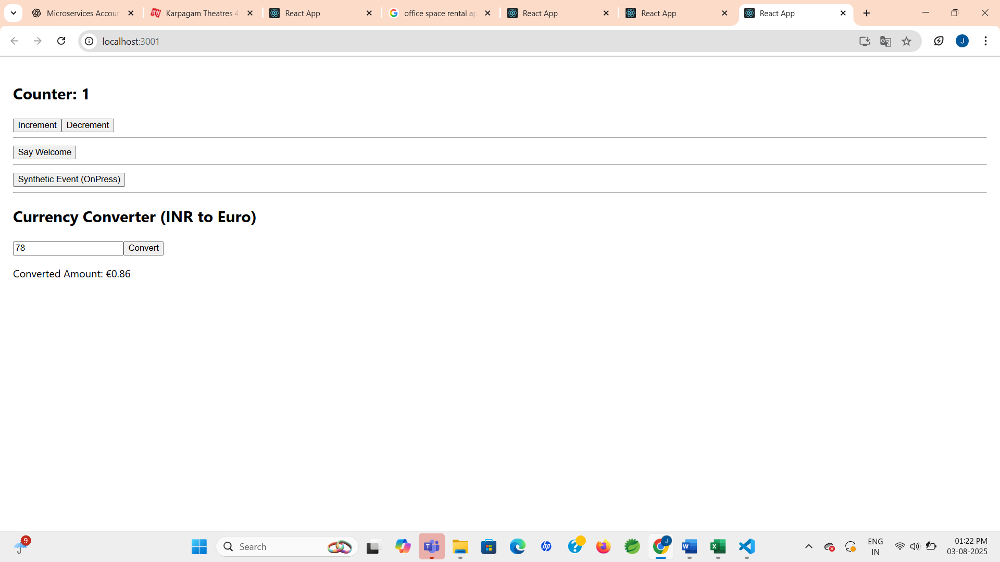 Microservices Accour
Karpagam Theatres 4
React App
office space rental ap
React App
React App
React App
localhost:3001
J
Counter: 1
Increment Decrement
Say Welcome
Synthetic Event (OnPress)
Currency Converter (INR to Euro)
78 Convert
Converted Amount: €0.86
9
Search
J
ENG
IN
01:22 PM
03-08-2025